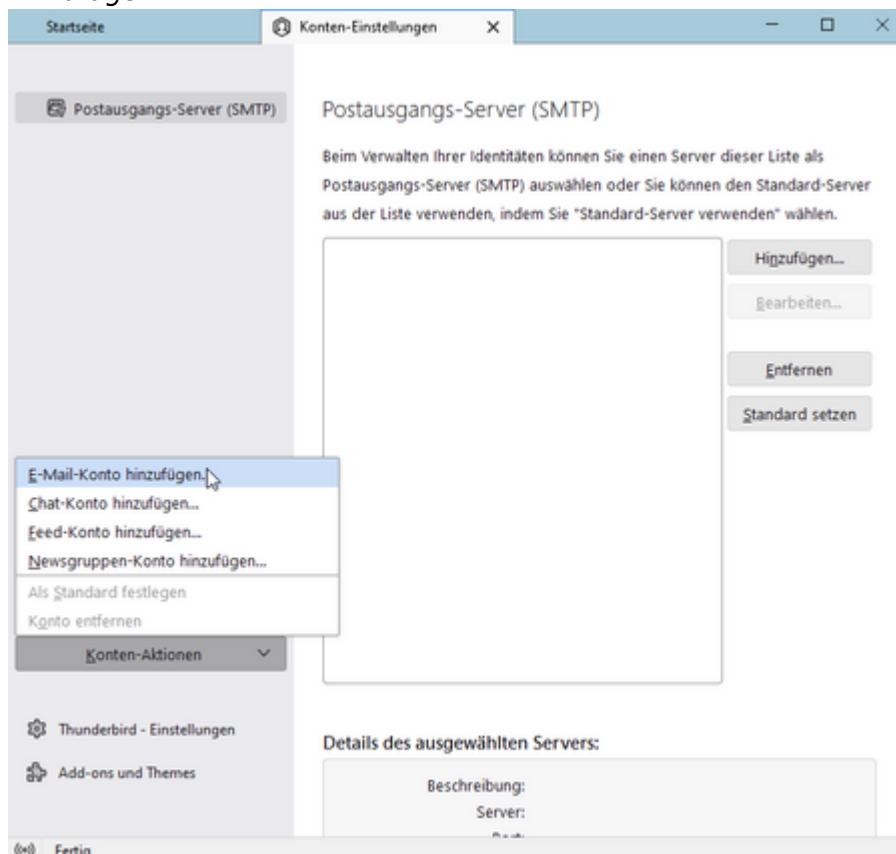 Startseite
Konten-Einstellungen
Postausgangs-Server (SMTP)
Postausgangs-Server (SMTP)
Beim Verwalten Ihrer Identitäten können Sie einen Server dieser Liste als
Postausgangs-Server (SMTP) auswählen oder Sie können den Standard-Server
aus der Liste verwenden, indem Sie "Standard-Server verwenden" wählen.
Hinzufügen...
Bearbeiten...
Entfernen
Standard setzen
E-Mail-Konto hinzufügen...
Chat-Konto hinzufügen...
Feed-Konto hinzufügen...
Newsgruppen-Konto hinzufügen...
Als Standard festlegen
Konto entfernen
Konten-Aktionen
Thunderbird - Einstellungen
Add-ons und Themes
Details des ausgewählten Servers:
Beschreibung:
Server:
Fertig